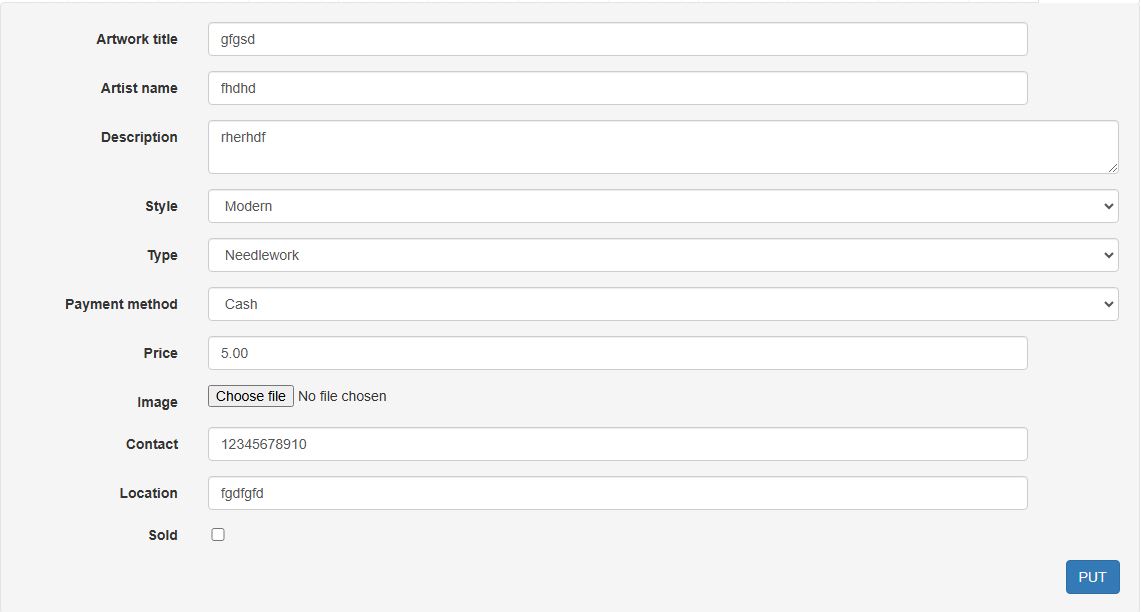 Artwork title gfgsd
Artist name fhdhd
Description rherhdf
Style Modern
Type Needlework
Payment method Cash
Price 5.00
Image Choose file No file chosen
Contact 12345678910
Location fgdfgfd
Sold
PUT